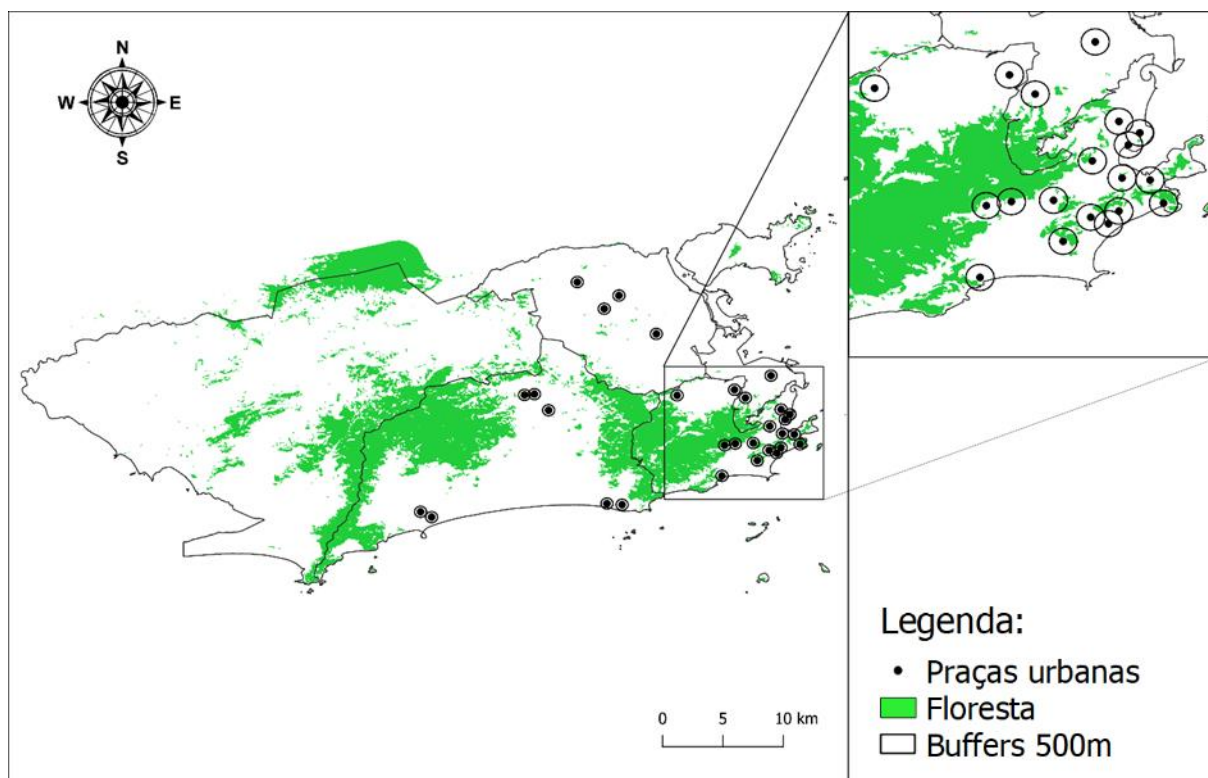 N
W E
S
Legenda:
Praças urbanas
Floresta
Buffers 500m
0 5 10 km